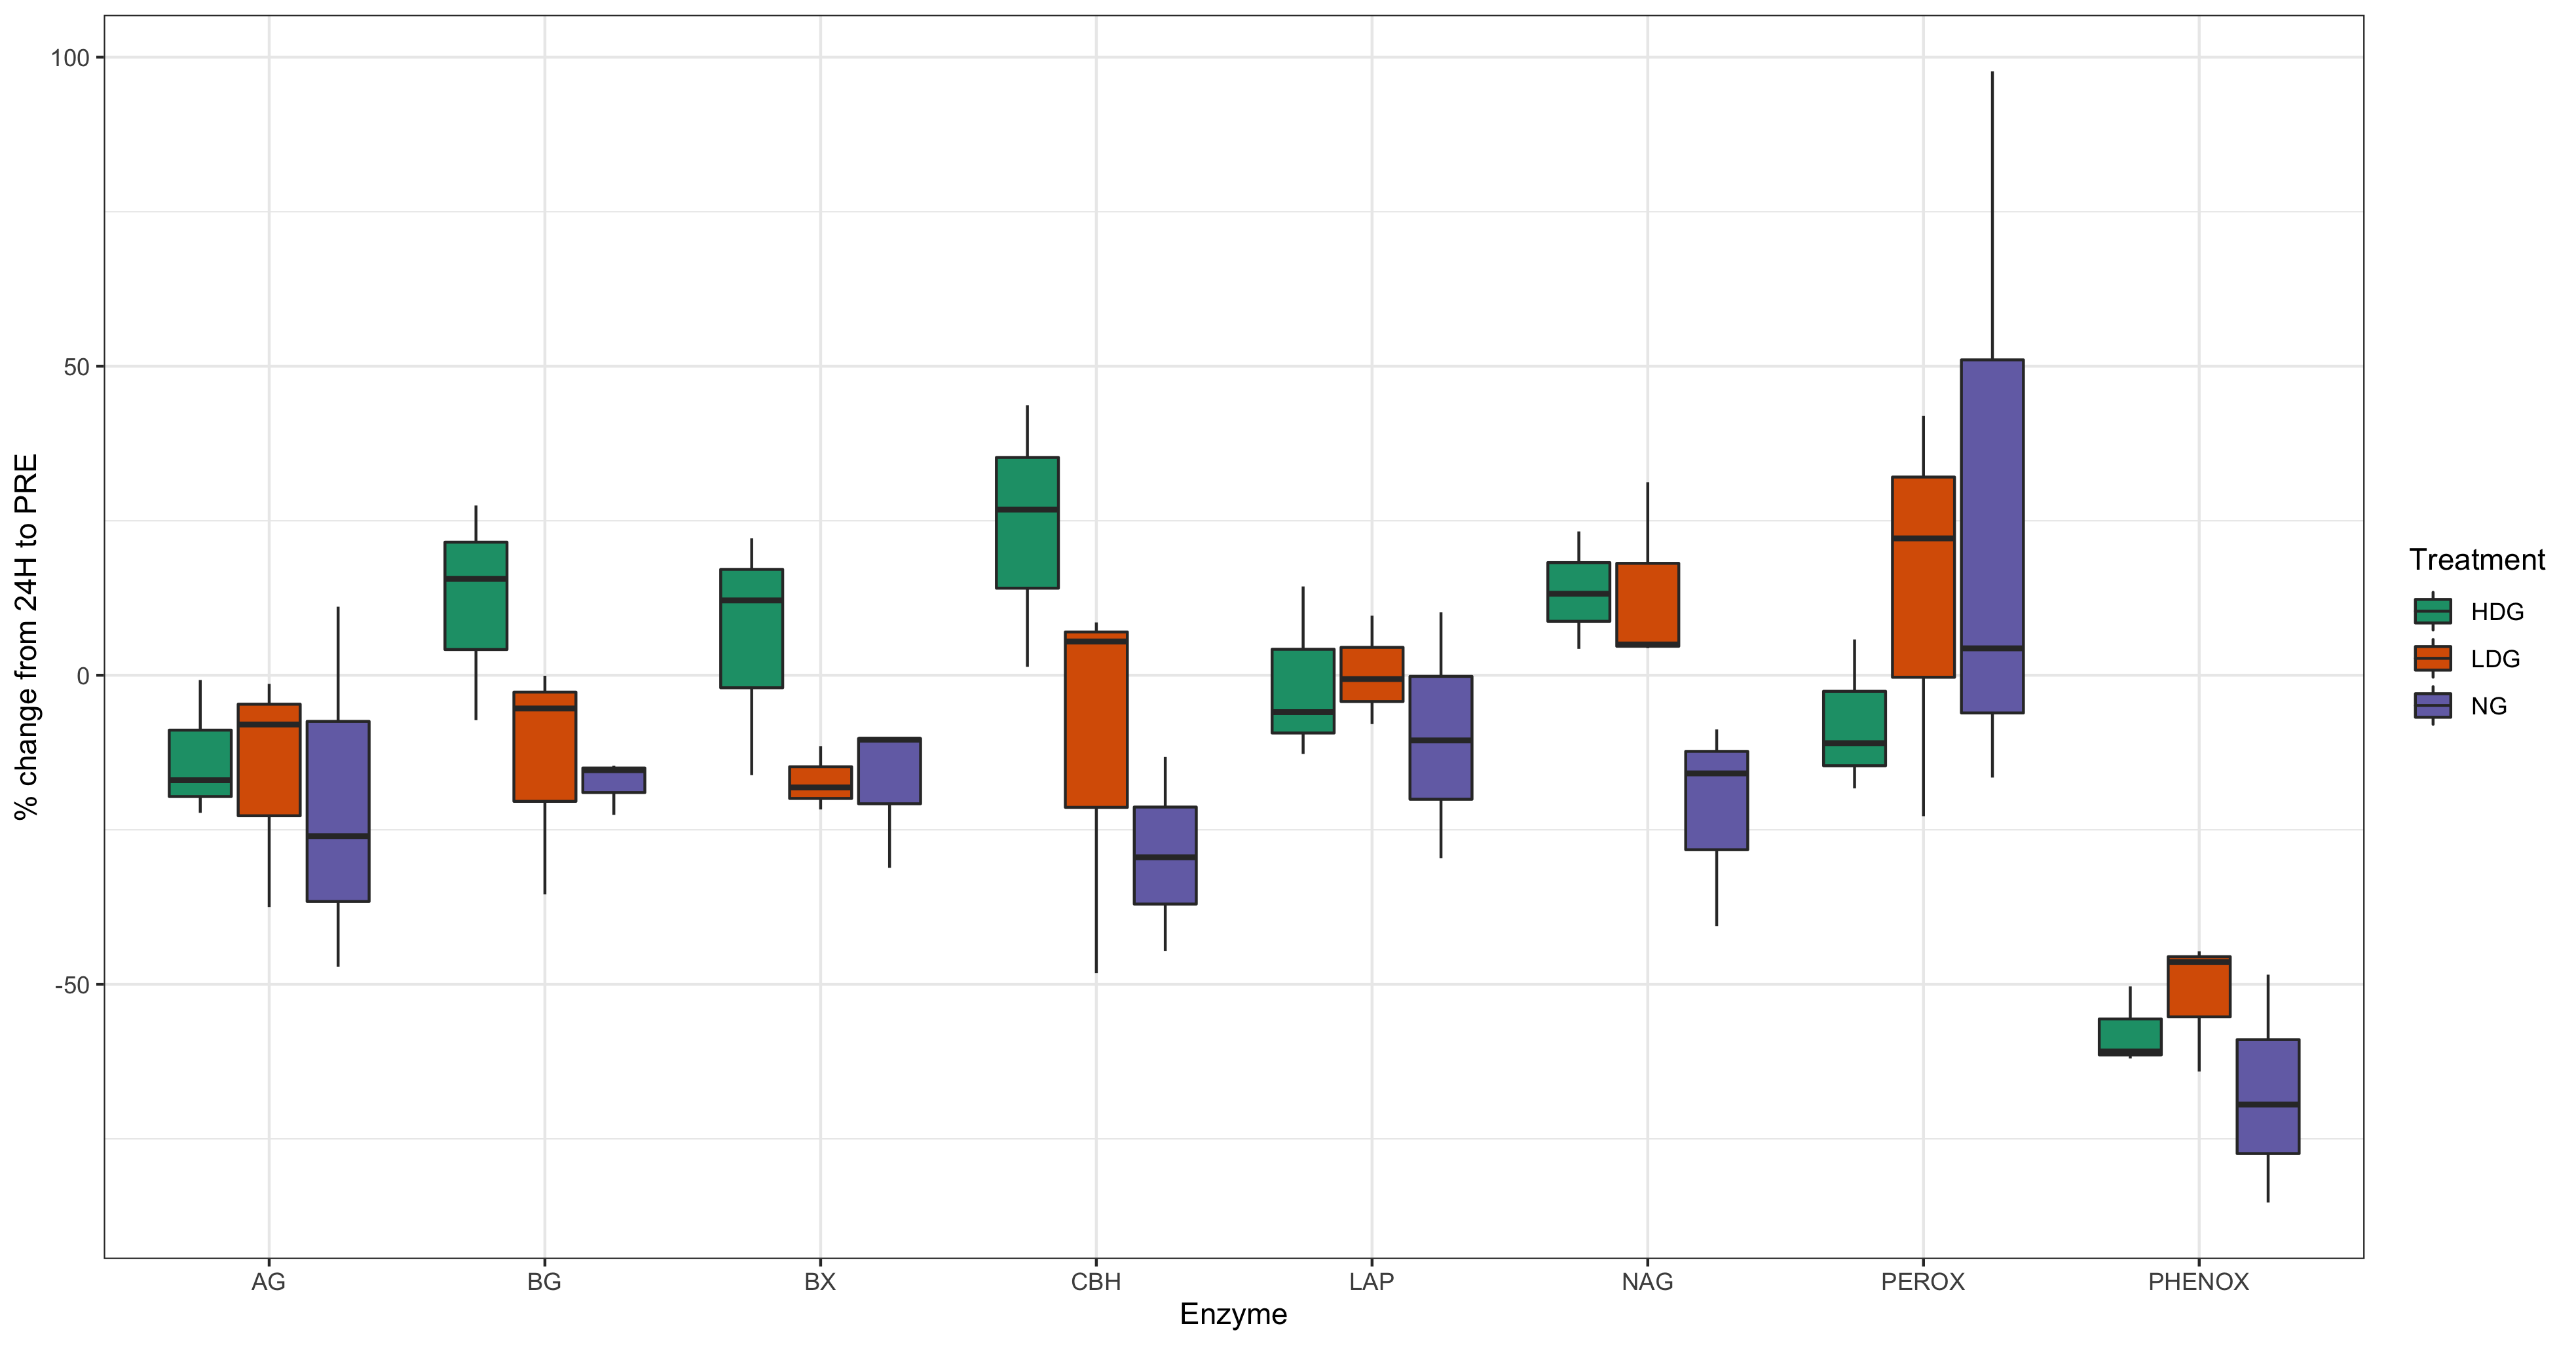 % change from 24H to PRE
100
50
0
-50
AG BG BX CBH LAP NAG PEROX PHENOX
Enzyme
Treatment
HDG
LDG
NG